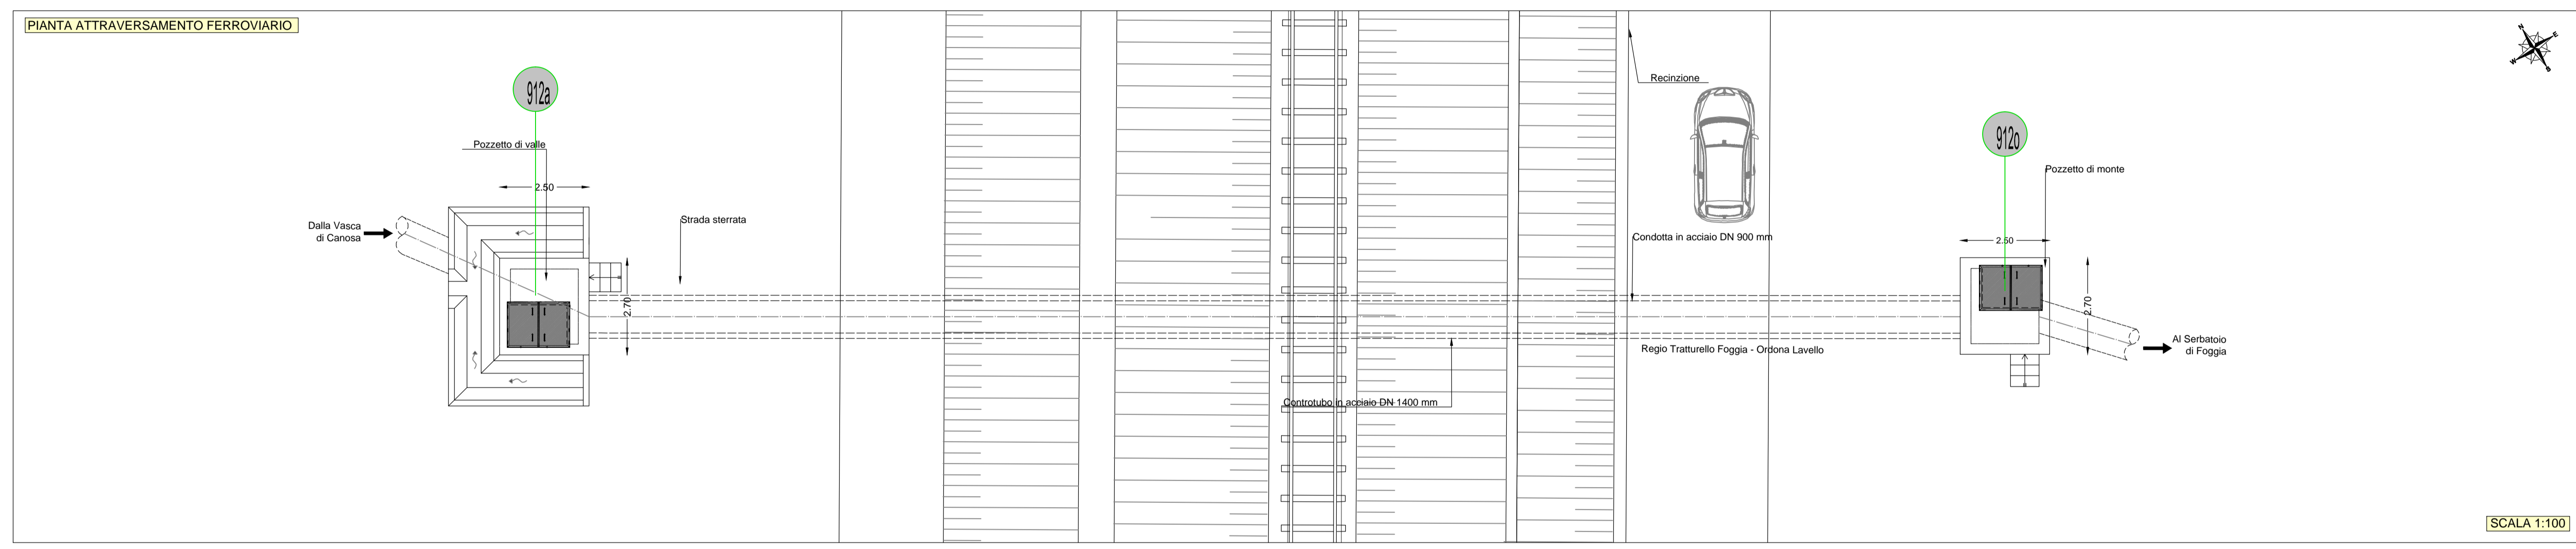 PIANTA ATTRAVERSAMENTO FERROVIARIO
N
E
W
S
912a
Pozzetto di valle
2.50
Dalla Vasca
di Canosa
Strada sterrata
2.70
Recinzione
Condotta in acciaio DN 900 mm
Regio Tratturello Foggia - Ordona Lavello
Controtubo in acciaio DN 1400 mm
912o
Pozzetto di monte
2.50
2.70
Al Serbatoio
di Foggia
SCALA 1:100